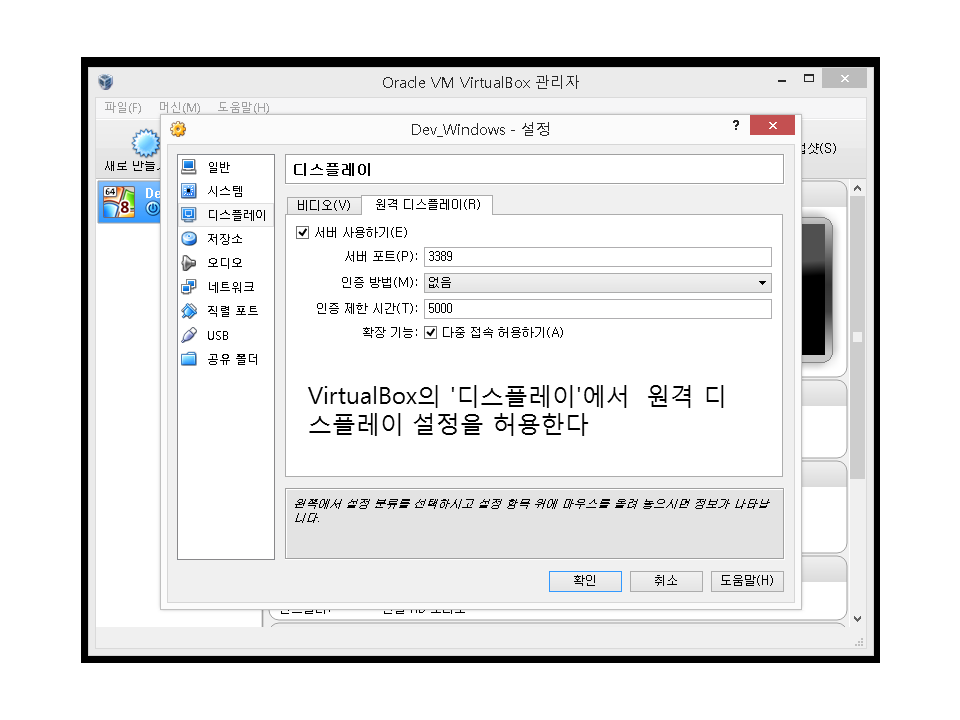 Oracle VM VirtualBox 관리자
파일(F) 머신(M) 도움말(H)
Dev_Windows - 설정
?
새로 만들
샷(S)
64
8
De
일반
시스템
디스플레이
저장소
오디오
네트워크
직렬 포트
USB
공유 폴더
디스플레이
비디오(V) 원격 디스플레이(R)
서버 사용하기(E)
서버 포트(P): 3389
인증 방법(M): 없음
인증 제한 시간(T): 5000
확장 기능: 다중 접속 허용하기(A)
VirtualBox의 '디스플레이'에서 원격 디
스플레이 설정을 허용한다
왼쪽에서 설정 분류를 선택하시고 설정 항목 위에 마우스를 올려 놓으시면 정보가 나타납
니다.
확인 취소 도움말(H)